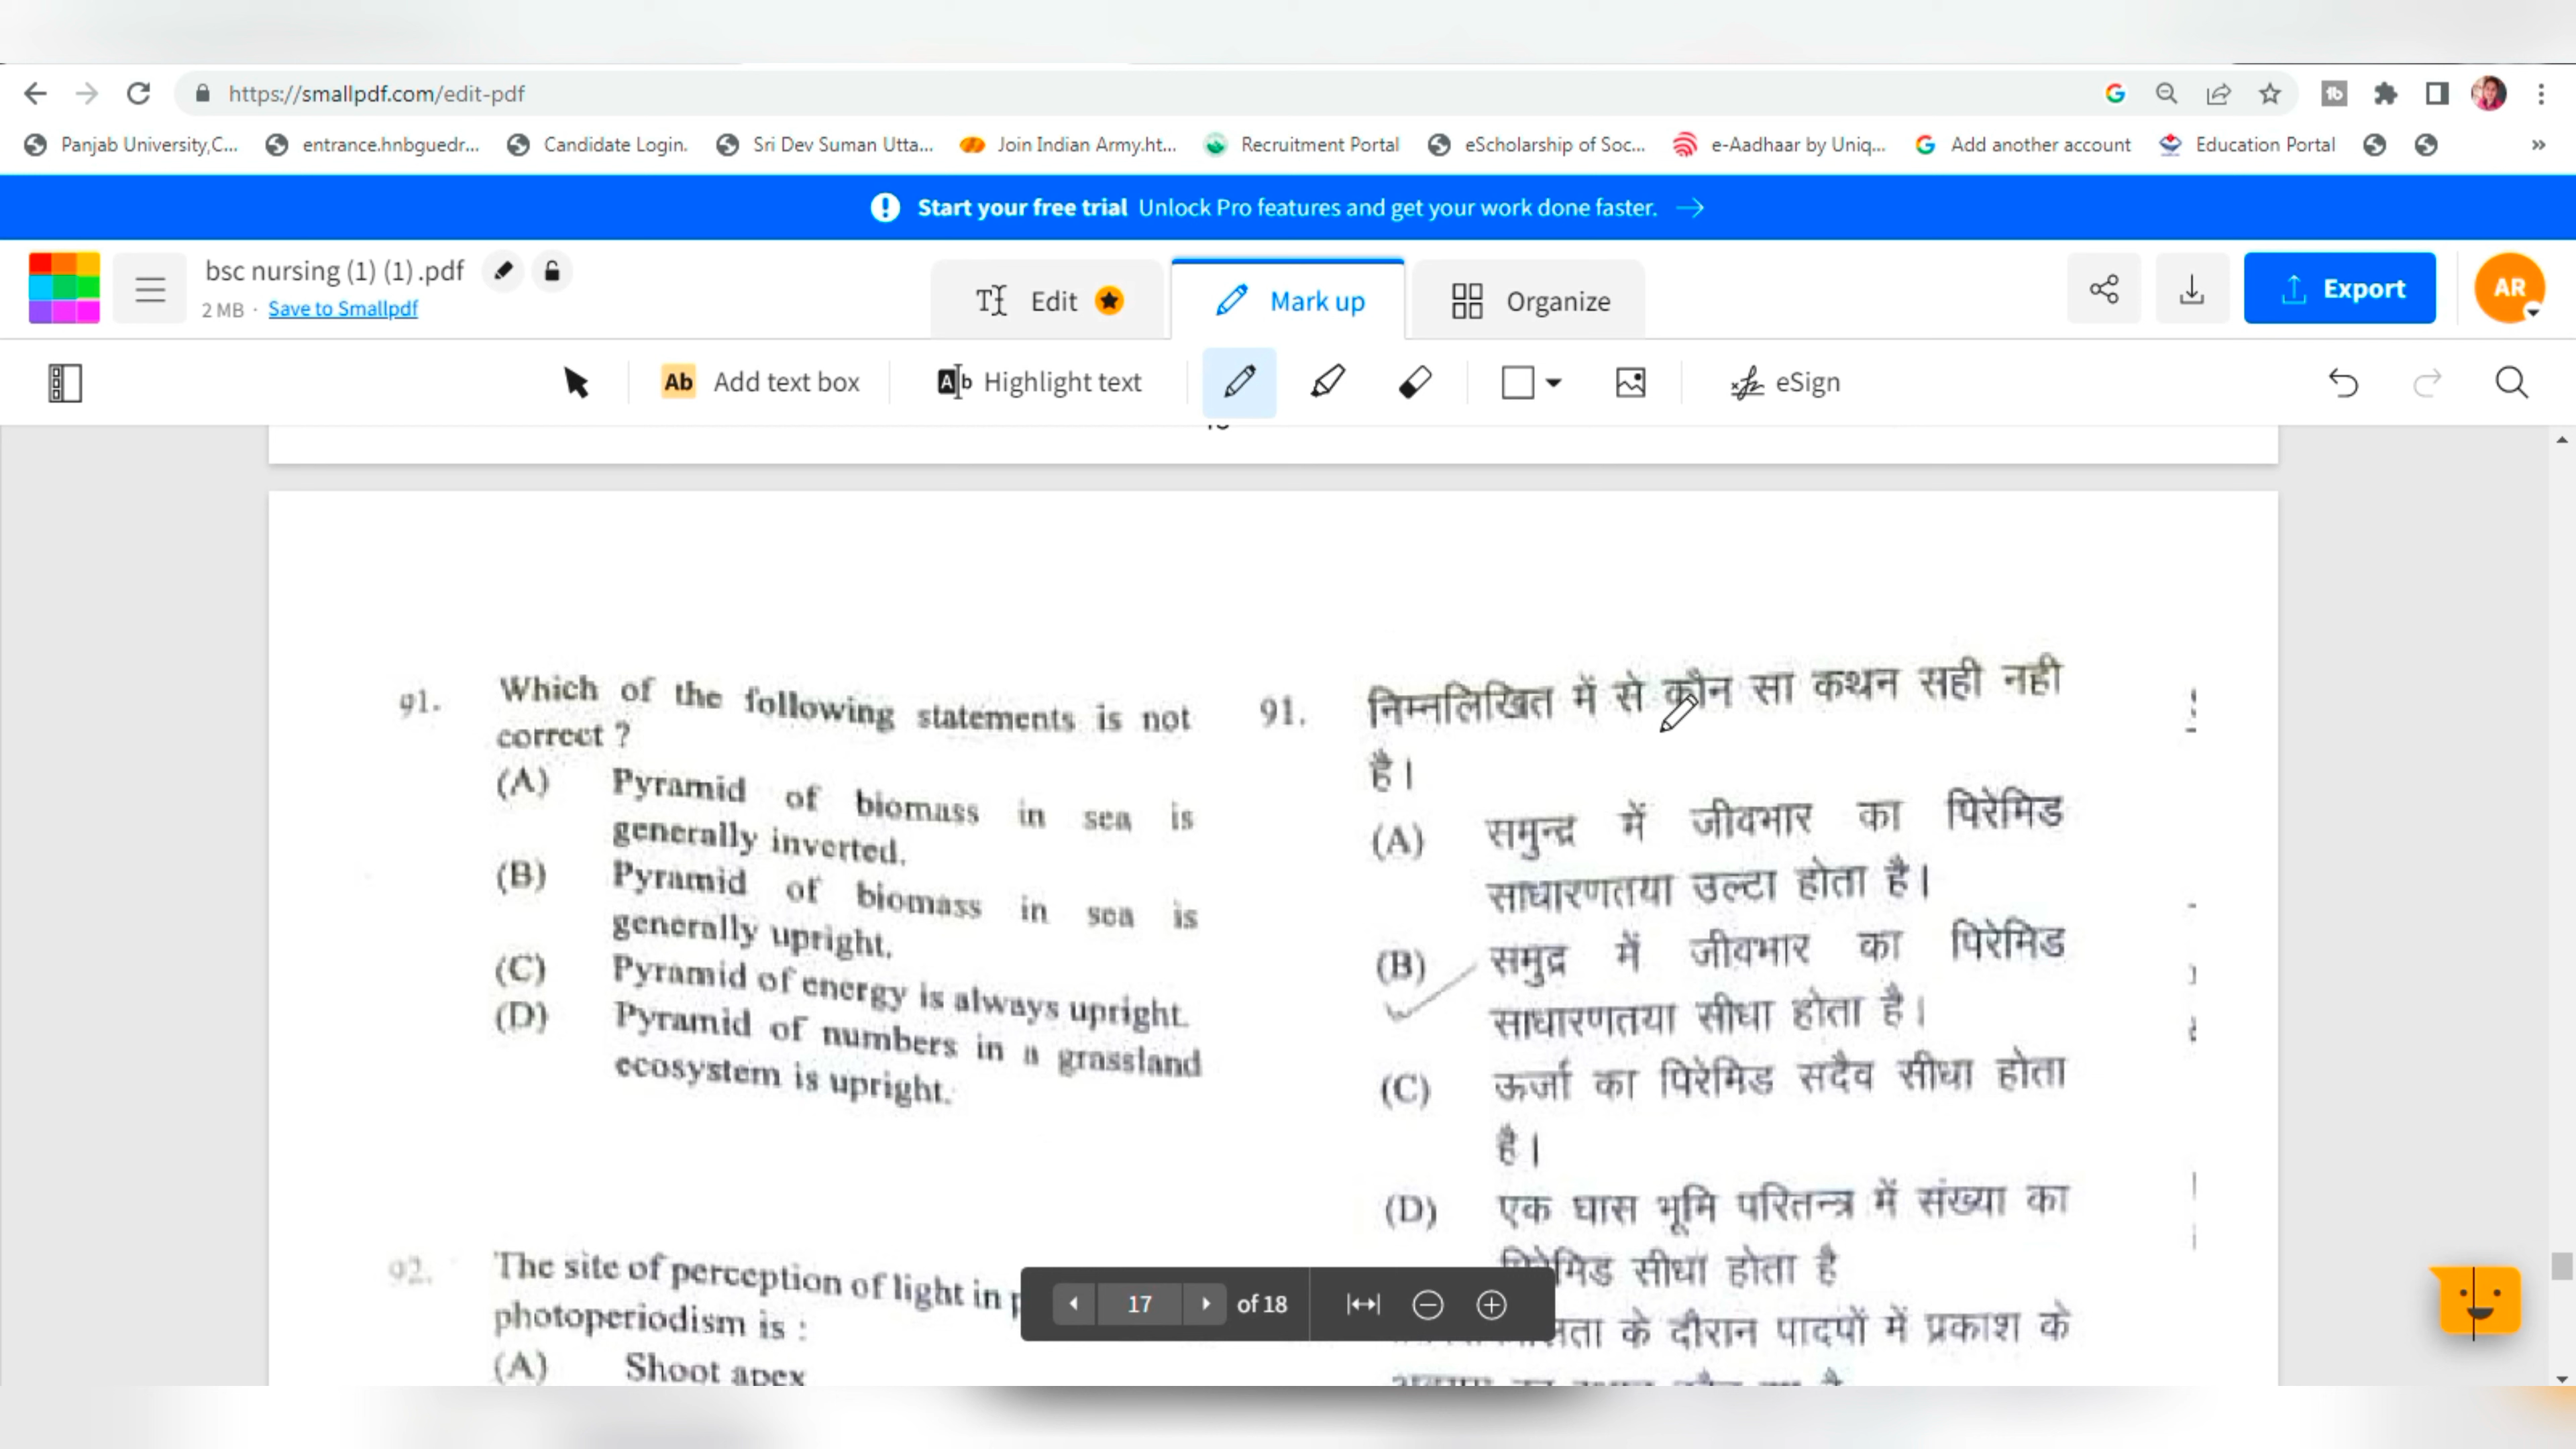 https://smallpdf.com/edit-pdf
Panjab University,C...
entrance.hnbguedr...
Candidate Login.
Sri Dev Suman Utta...
Join Indian Army.ht...
Recruitment Portal
eScholarship of Soc...
e-Aadhaar by Uniq...
Add another account
Education Portal
»
Start your free trial Unlock Pro features and get your work done faster. →
bsc nursing (1) (1).pdf
2 MB · Save to Smallpdf
Edit
Mark up
Organize
Export
AR
Ab Add text box
Highlight text
eSign
91. Which of the following statements is not
correct ?
(A) Pyramid of biomass in sea is
generally inverted.
(B) Pyramid of biomass in sea is
generally upright.
(C) Pyramid of energy is always upright.
(D) Pyramid of numbers in a grassland
ecosystem is upright.
92. The site of perception of light in
photoperiodism is :
(A) Shoot apex
91. निम्नलिखित में से कौन सा कथन सही नही
है।
(A) समुन्द्र में जीवभार का पिरेमिड
साधारणतया उल्टा होता है।
(B) समुद्र में जीवभार का पिरेमिड
साधारणतया सीधा होता है।
(C) ऊर्जा का पिरेमिड सदैव सीधा होता
है।
(D) एक घास भूमि परितन्त्र में संख्या का
पिरेमिड सीधा होता है
के दौरान पादपों में प्रकाश के
17 of 18